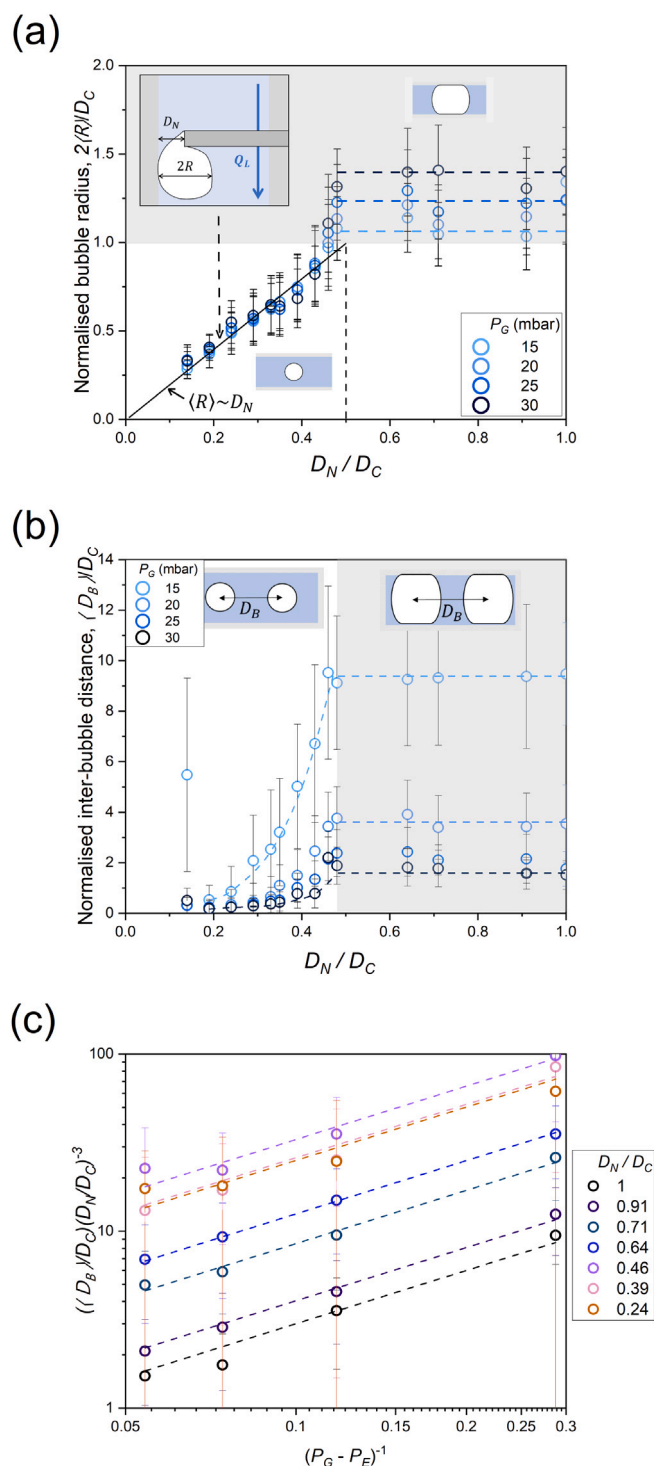 (a)
Normalised bubble radius, 2⟨R⟩/D_C
2.0
1.5
1.0
0.5
0.0
D_N
Q_L
2R
⟨R⟩~D_N
P_G (mbar)
15
20
25
30
0.0 0.2 0.4 0.6 0.8 1.0
D_N / D_C
(b)
Normalised inter-bubble distance, ⟨D_B⟩/D_C
14
12
10
8
6
4
2
0
P_G (mbar)
15
20
25
30
D_B
D_B
0.0 0.2 0.4 0.6 0.8 1.0
D_N / D_C
(c)
(⟨D_B⟩/D_C)(D_N/D_C)^-3
100
10
1
D_N / D_C
1
0.91
0.71
0.64
0.46
0.39
0.24
0.05 0.1 0.15 0.2 0.25 0.3
(P_G - P_E)^-1